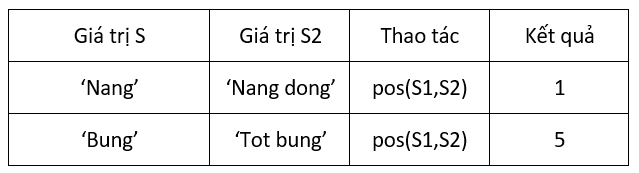 Giá trị S Giá trị S2 Thao tác Kết quả
‘Nang’ ‘Nang dong’ pos(S1,S2) 1
‘Bung’ ‘Tot bung’ pos(S1,S2) 5